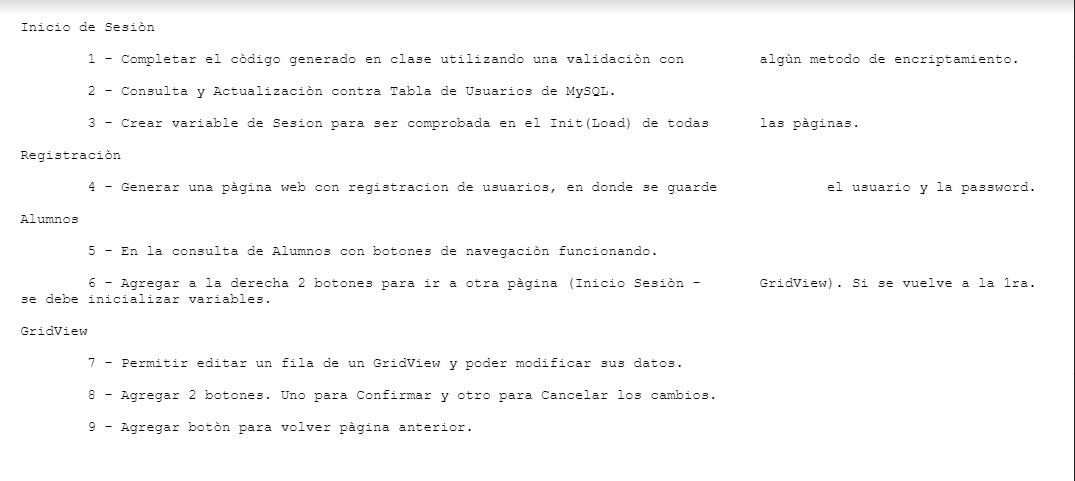 Inicio de Sesiòn
1 - Completar el còdigo generado en clase utilizando una validaciòn con algùn metodo de encriptamiento.
2 - Consulta y Actualizaciòn contra Tabla de Usuarios de MySQL.
3 - Crear variable de Sesion para ser comprobada en el Init(Load) de todas las pàginas.
Registraciòn
4 - Generar una pàgina web con registracion de usuarios, en donde se guarde el usuario y la password.
Alumnos
5 - En la consulta de Alumnos con botones de navegaciòn funcionando.
6 - Agregar a la derecha 2 botones para ir a otra pàgina (Inicio Sesiòn - GridView). Si se vuelve a la 1ra.
se debe inicializar variables.
GridView
7 - Permitir editar un fila de un GridView y poder modificar sus datos.
8 - Agregar 2 botones. Uno para Confirmar y otro para Cancelar los cambios.
9 - Agregar botòn para volver pàgina anterior.